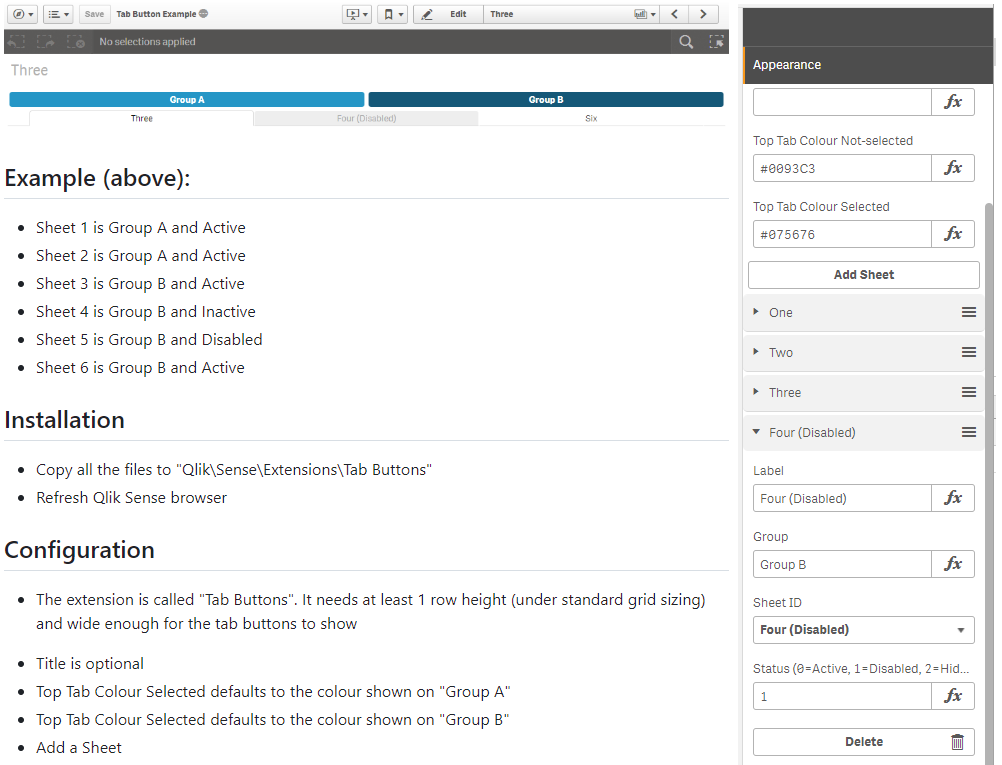 Save
Tab Button Example
Edit
Three
No selections applied
Three
Group A
Group B
Three
Four (Disabled)
Six
Example (above):
Sheet 1 is Group A and Active
Sheet 2 is Group A and Active
Sheet 3 is Group B and Active
Sheet 4 is Group B and Inactive
Sheet 5 is Group B and Disabled
Sheet 6 is Group B and Active
Installation
Copy all the files to "Qlik\Sense\Extensions\Tab Buttons"
Refresh Qlik Sense browser
Configuration
The extension is called "Tab Buttons". It needs at least 1 row height (under standard grid sizing)
and wide enough for the tab buttons to show
Title is optional
Top Tab Colour Selected defaults to the colour shown on "Group A"
Top Tab Colour Selected defaults to the colour shown on "Group B"
Add a Sheet
Appearance
fx
Top Tab Colour Not-selected
#0093C3 fx
Top Tab Colour Selected
#075676 fx
Add Sheet
One
Two
Three
Four (Disabled)
Label
Four (Disabled) fx
Group
Group B fx
Sheet ID
Four (Disabled)
Status (0=Active, 1=Disabled, 2=Hid...
1 fx
Delete